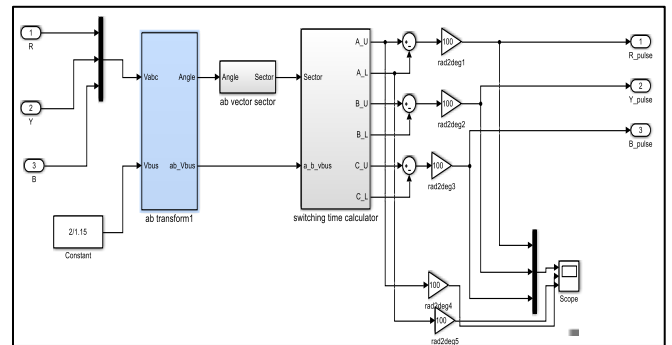 1
R
2
Y
3
B
2/1.15
Constant
Vabc
Angle
Vbus
ab_Vbus
ab transform1
Angle
Sector
ab vector sector
Sector
a_b_vbus
A_U
A_L
B_U
B_L
C_U
C_L
switching time calculator
100
rad2deg1
100
rad2deg2
100
rad2deg3
100
rad2deg4
100
rad2deg5
1
R_pulse
2
Y_pulse
3
B_pulse
Scope